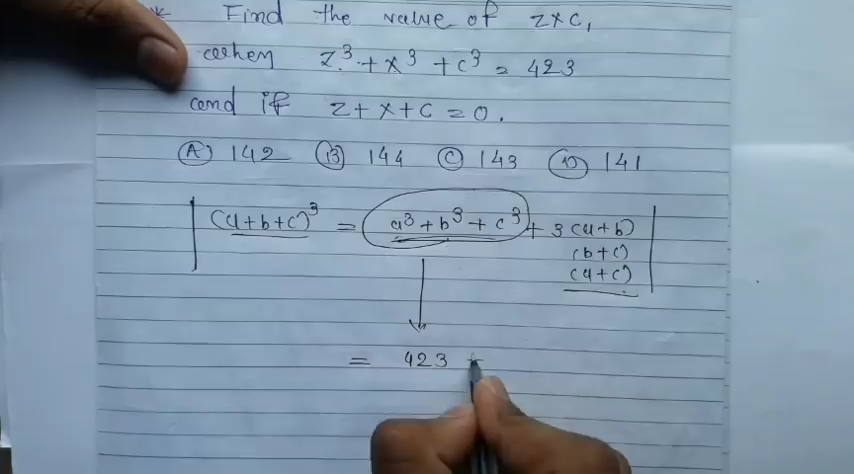 * Find the value of zxc,
when z³ + x³ + c³ = 423
and if z + x + c = 0.
(A) 142 (B) 144 (C) 143 (D) 141
(a+b+c)³ = a³ + b³ + c³ + 3(a+b)
(b+c)
(a+c)
= 423 +